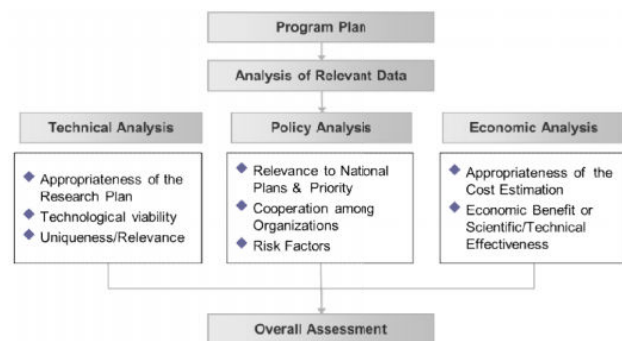 Program Plan
Analysis of Relevant Data
Technical Analysis
Appropriateness of the
Research Plan
Technological viability
Uniqueness/Relevance
Policy Analysis
Relevance to National
Plans & Priority
Cooperation among
Organizations
Risk Factors
Economic Analysis
Appropriateness of the
Cost Estimation
Economic Benefit or
Scientific/Technical
Effectiveness
Overall Assessment